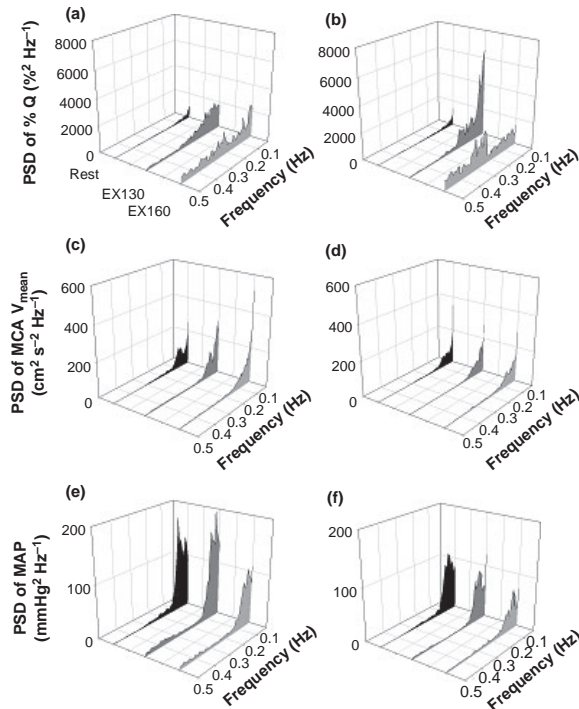 (a)
(b)
PSD of % Q (%² Hz⁻¹)
8000
6000
4000
2000
0
Rest
EX130
EX160
0.5
0.4
0.3
0.2
0.1
Frequency (Hz)
8000
6000
4000
2000
0
0.5
0.4
0.3
0.2
0.1
Frequency (Hz)
(c)
(d)
PSD of MCA Vmean
(cm² s⁻² Hz⁻¹)
600
400
200
0
0.5
0.4
0.3
0.2
0.1
Frequency (Hz)
600
400
200
0
0.5
0.4
0.3
0.2
0.1
Frequency (Hz)
(e)
(f)
PSD of MAP
(mmHg² Hz⁻¹)
200
100
0
0.5
0.4
0.3
0.2
0.1
Frequency (Hz)
200
100
0
0.5
0.4
0.3
0.2
0.1
Frequency (Hz)